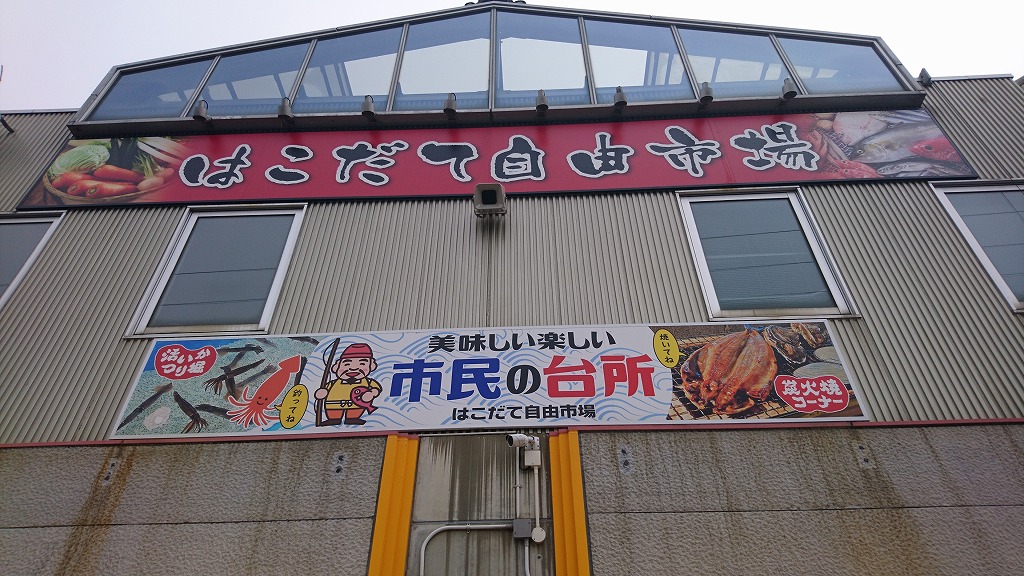 はこだて自由市場
活いか
つり堀
釣ってね
美味しい楽しい
市民の台所
はこだて自由市場
焼いてね
炭火焼
コーナー